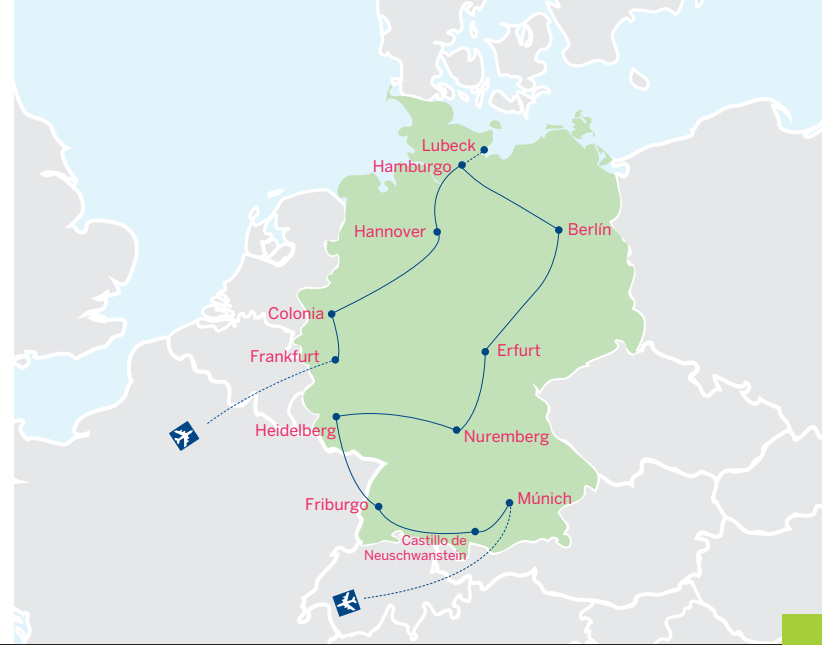 Lubeck
Hamburgo
Hannover
Berlín
Colonia
Frankfurt
Erfurt
Heidelberg
Nuremberg
Friburgo
Múnich
Castillo de
Neuschwanstein